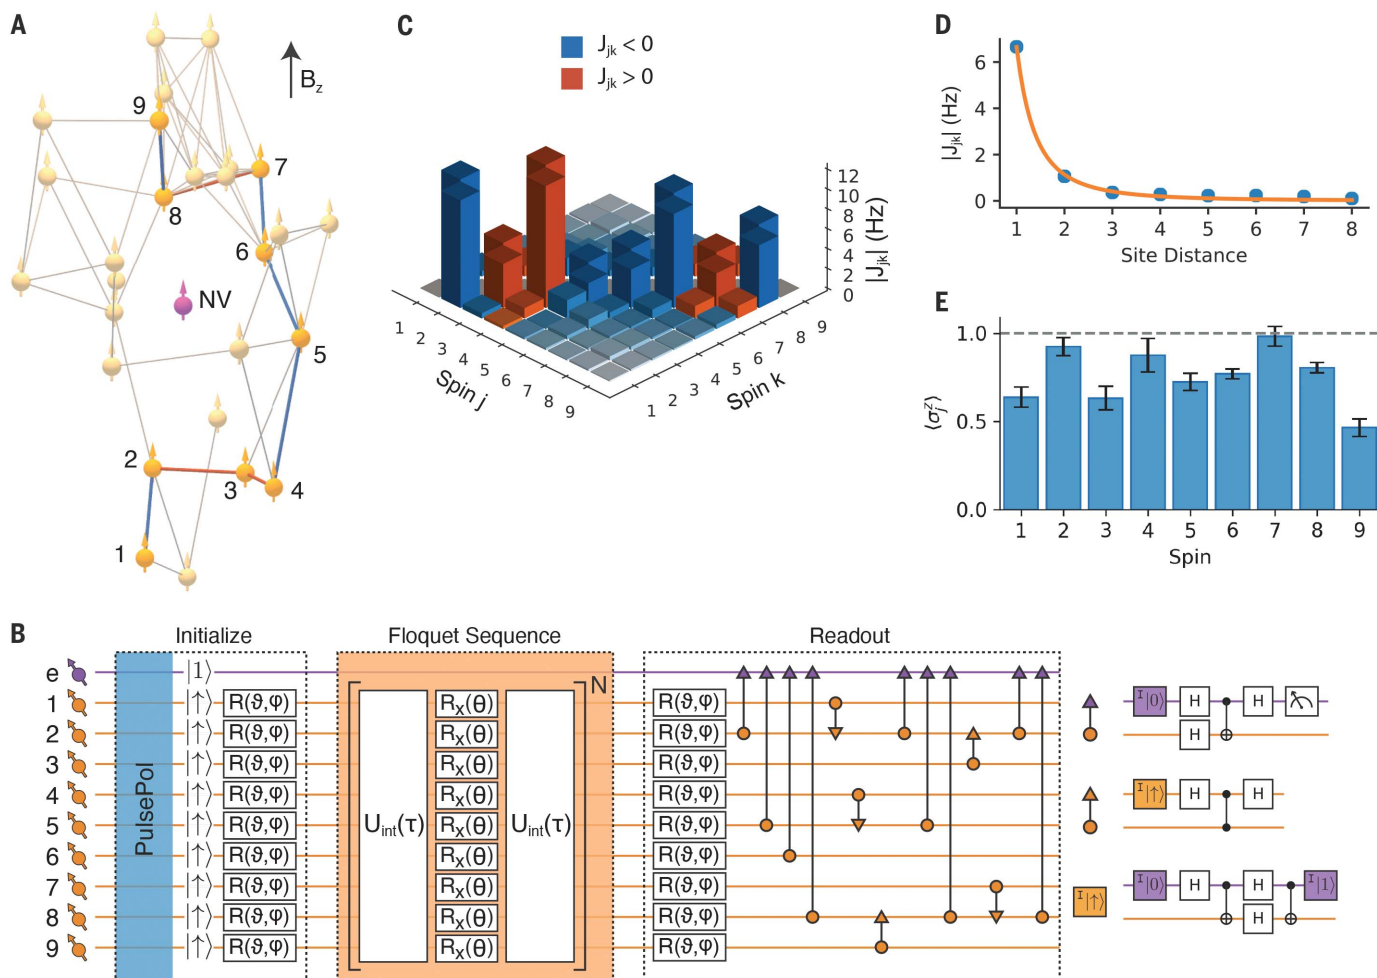 A
B_z
9
7
8
6
NV
5
2
3
4
1
C
J_jk < 0
J_jk > 0
12
10
8
6
4
2
0
|J_jk| (Hz)
1
2
3
4
5
6
7
8
9
Spin j
1
2
3
4
5
6
7
8
9
Spin k
D
6
4
2
0
|J_jk| (Hz)
1 2 3 4 5 6 7 8
Site Distance
E
1.0
0.5
0.0
⟨σ_j^z⟩
1 2 3 4 5 6 7 8 9
Spin
B
Initialize Floquet Sequence Readout
PulsePol
N
U_int(τ) U_int(τ)
e |1⟩
1 |↑⟩ R(ϑ,φ) R_x(θ) R(ϑ,φ)
2 |↑⟩ R(ϑ,φ) R_x(θ) R(ϑ,φ)
3 |↑⟩ R(ϑ,φ) R_x(θ) R(ϑ,φ)
4 |↑⟩ R(ϑ,φ) R_x(θ) R(ϑ,φ)
5 |↑⟩ R(ϑ,φ) R_x(θ) R(ϑ,φ)
6 |↑⟩ R(ϑ,φ) R_x(θ) R(ϑ,φ)
7 |↑⟩ R(ϑ,φ) R_x(θ) R(ϑ,φ)
8 |↑⟩ R(ϑ,φ) R_x(θ) R(ϑ,φ)
9 |↑⟩ R(ϑ,φ) R_x(θ) R(ϑ,φ)
I|0⟩ H H
H
I|↑⟩ H H
I|↑⟩
I|0⟩ H H I|1⟩
H